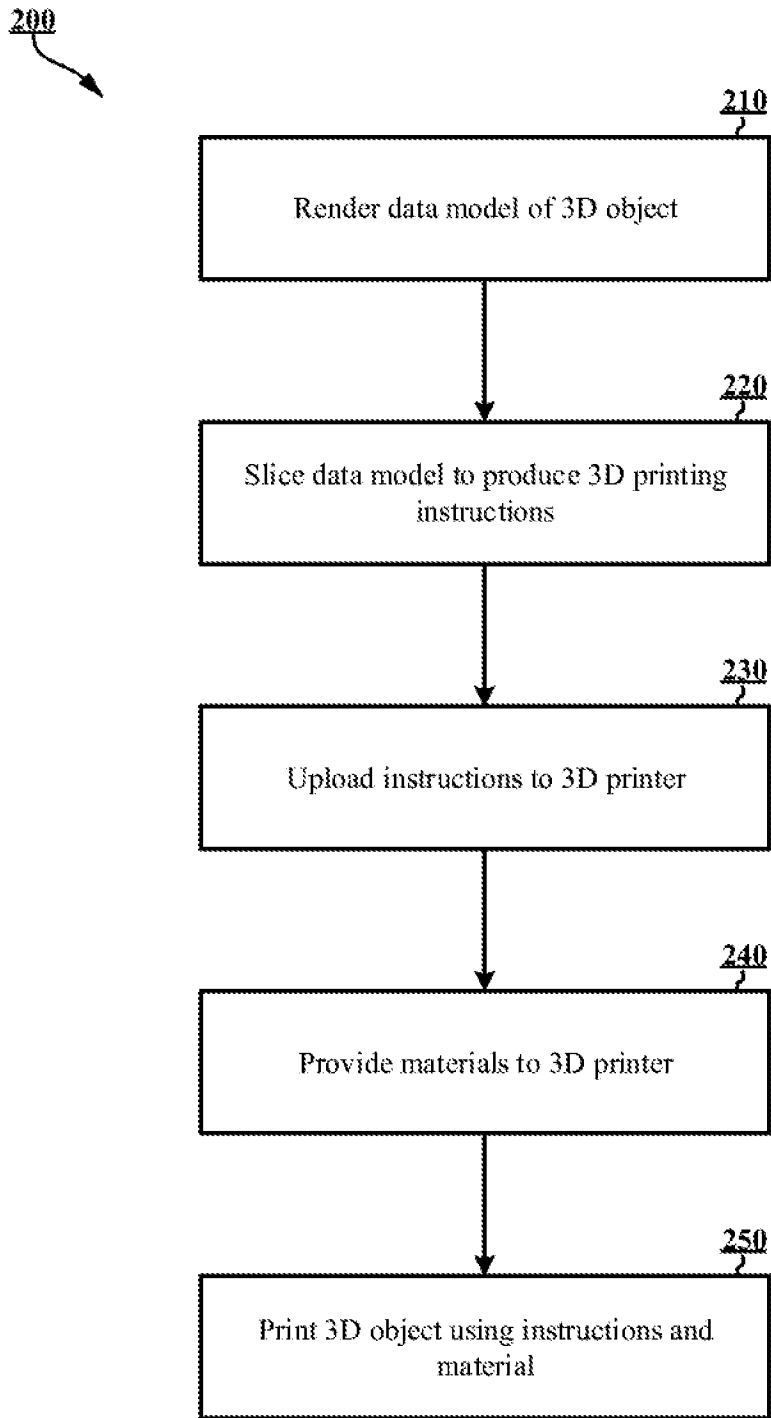 200
210
Render data model of 3D object
220
Slice data model to produce 3D printing
instructions
230
Upload instructions to 3D printer
240
Provide materials to 3D printer
250
Print 3D object using instructions and
material